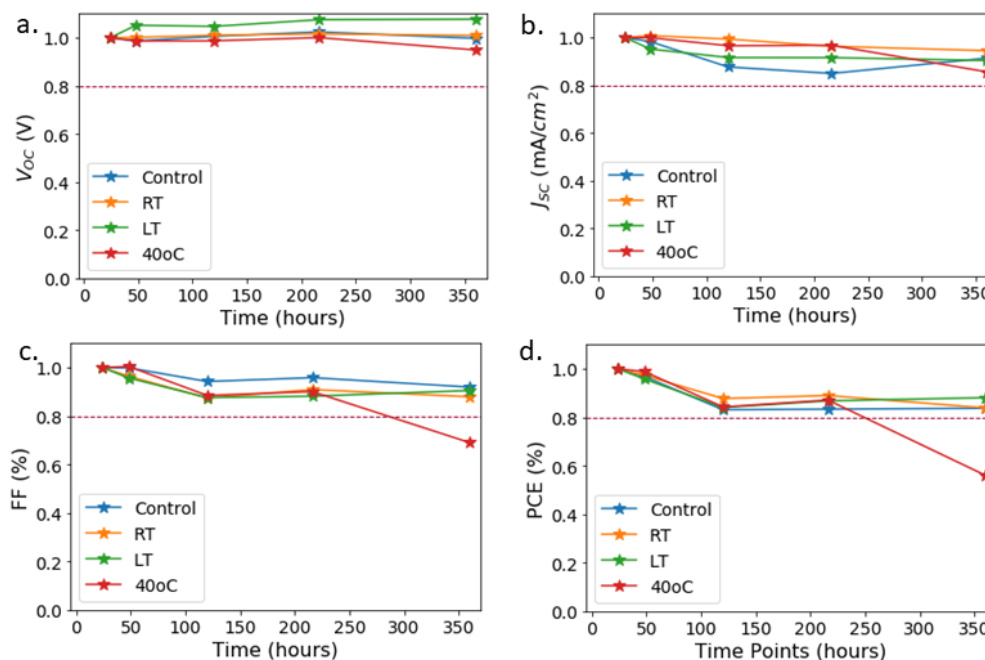 a.
1.0
0.8
0.6
0.4
0.2
0.0
V_OC (V)
Control
RT
LT
40oC
0 50 100 150 200 250 300 350
Time (hours)
b.
1.0
0.8
0.6
0.4
0.2
0.0
J_SC (mA/cm²)
Control
RT
LT
40oC
0 50 100 150 200 250 300 350
Time (hours)
c.
1.0
0.8
0.6
0.4
0.2
0.0
FF (%)
Control
RT
LT
40oC
0 50 100 150 200 250 300 350
Time (hours)
d.
1.0
0.8
0.6
0.4
0.2
0.0
PCE (%)
Control
RT
LT
40oC
0 50 100 150 200 250 300 350
Time Points (hours)